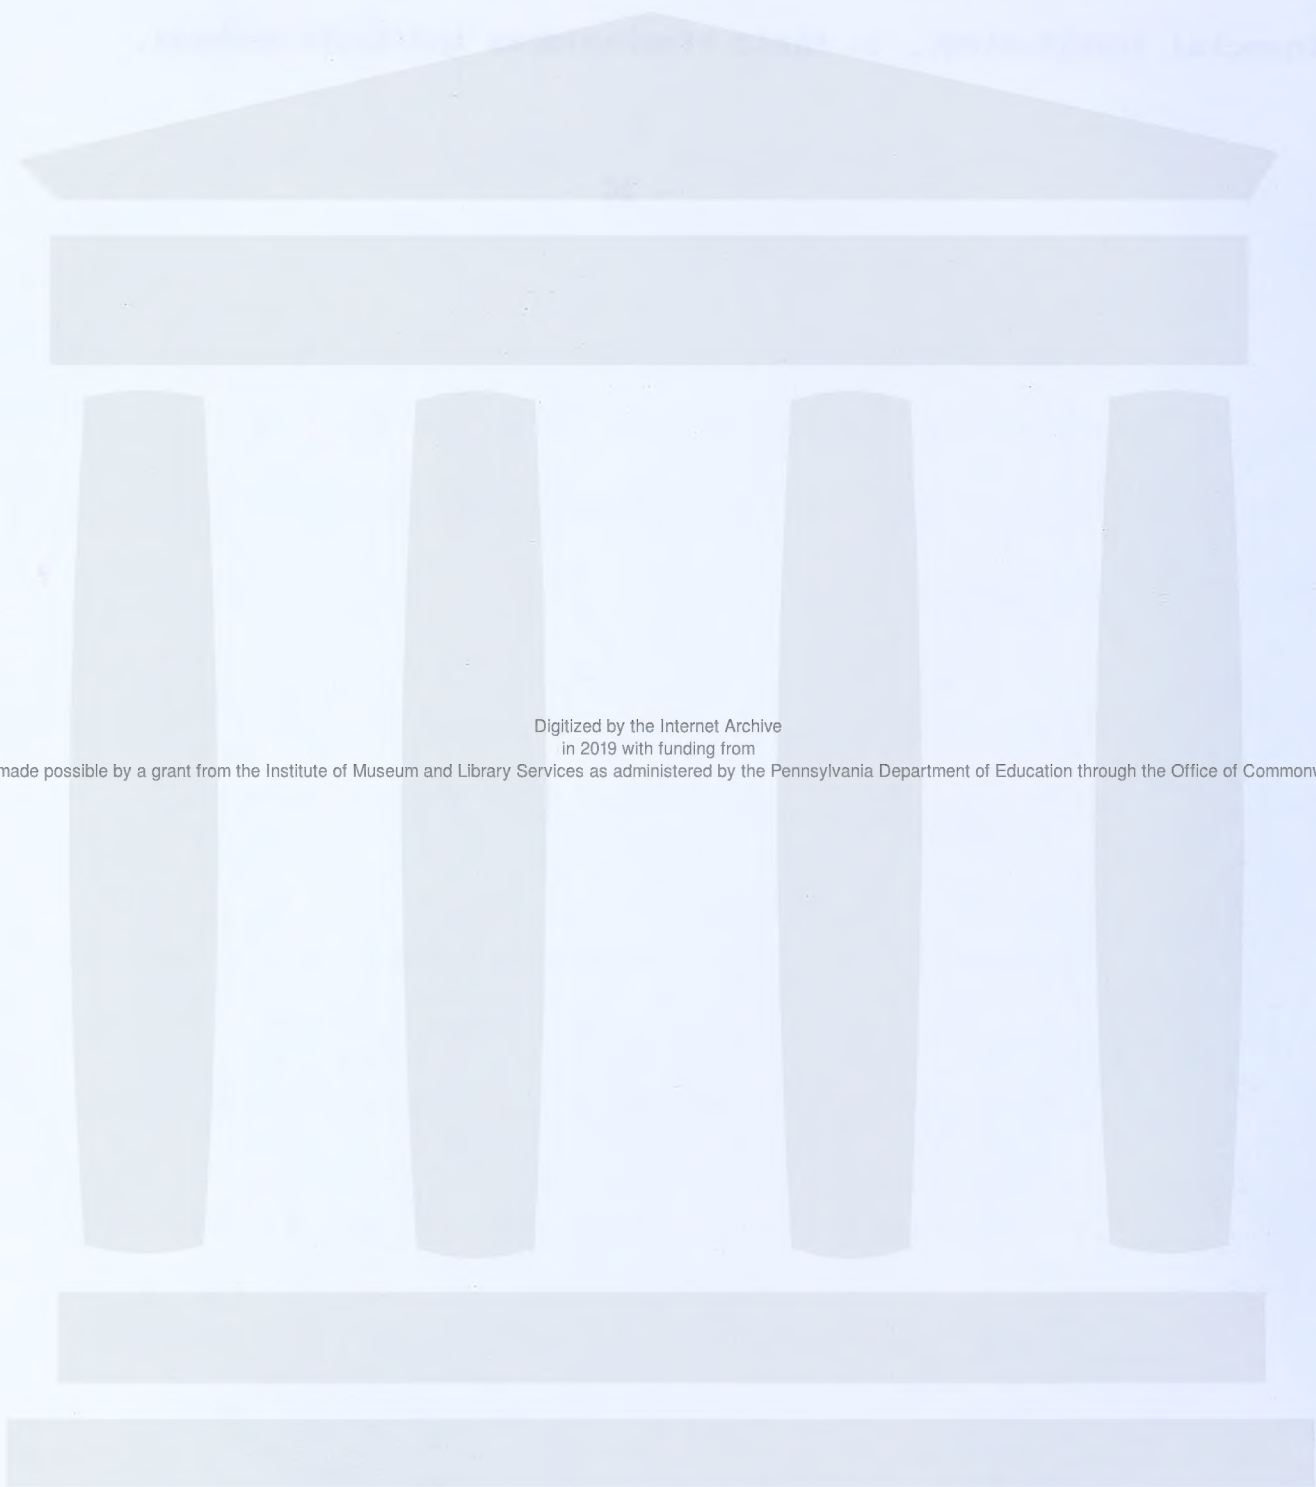 Digitized by the Internet Archive
in 2019 with funding from
made possible by a grant from the Institute of Museum and Library Services as administered by the Pennsylvania Department of Education through the Office of Common